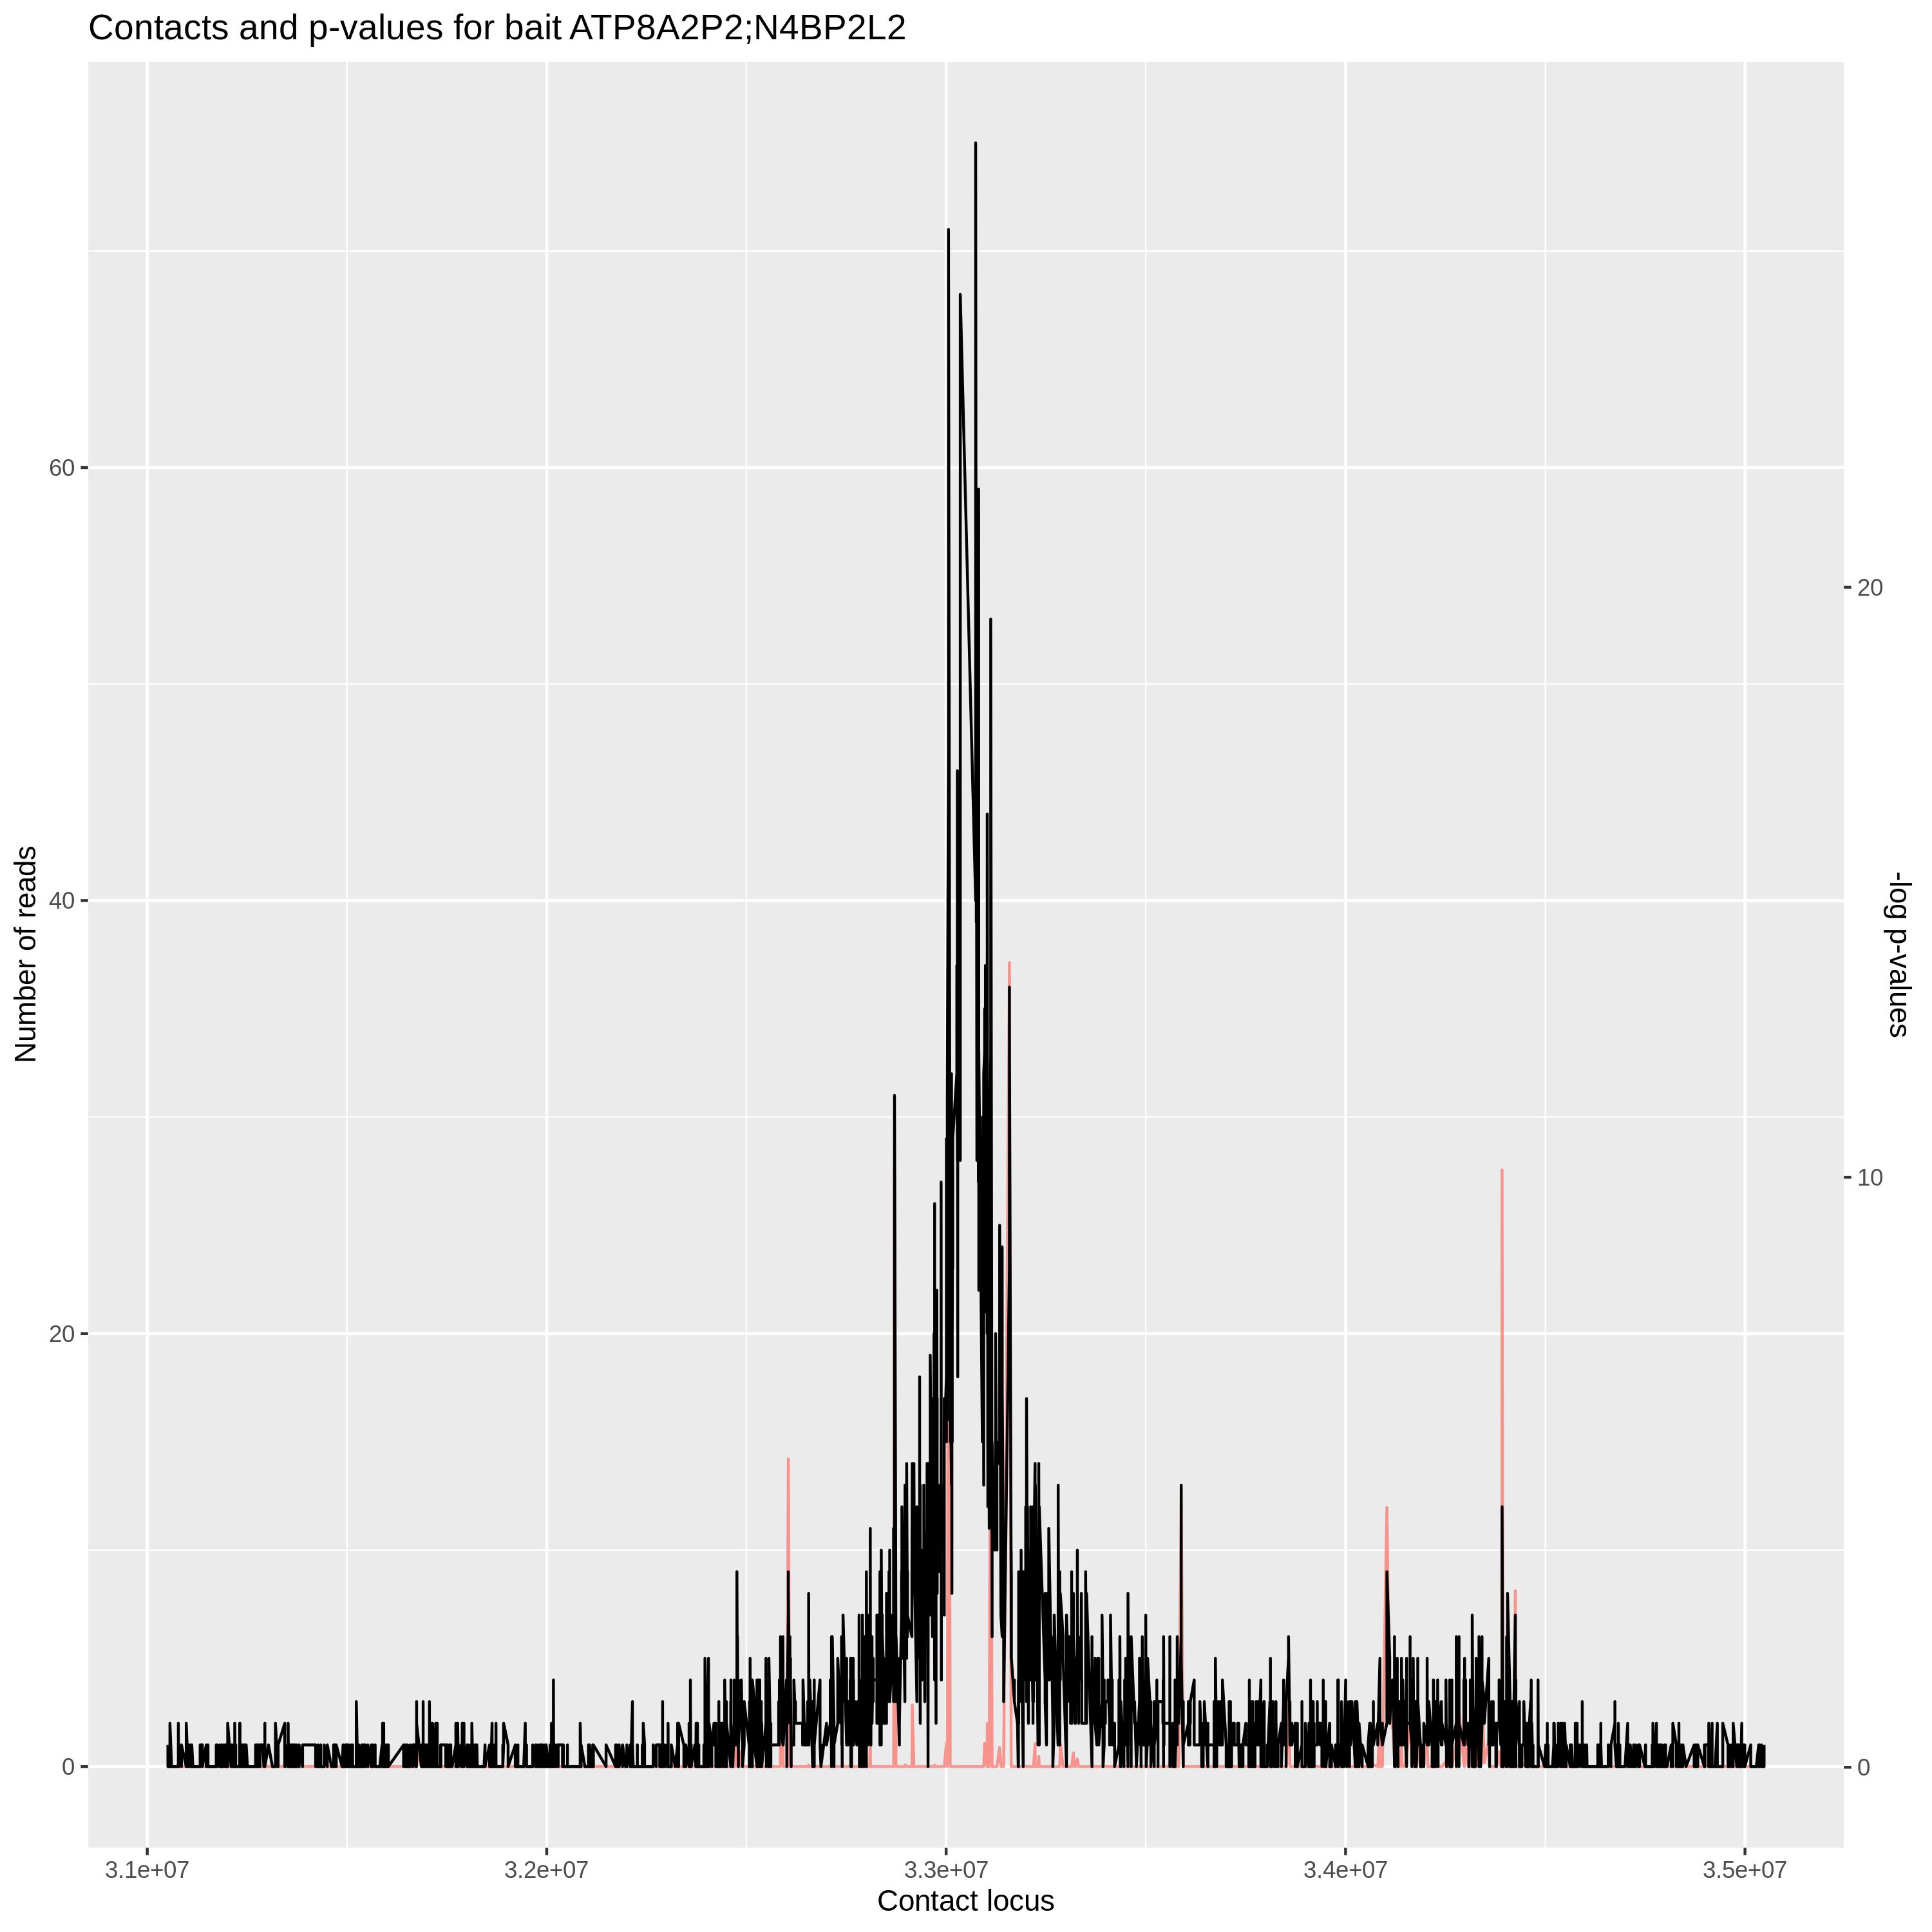 Contacts and p-values for bait ATP8A2P2;N4BP2L2
Number of reads
60
40
20
0
20
10
0
-log p-values
3.1e+07
3.2e+07
3.3e+07
3.4e+07
3.5e+07
Contact locus